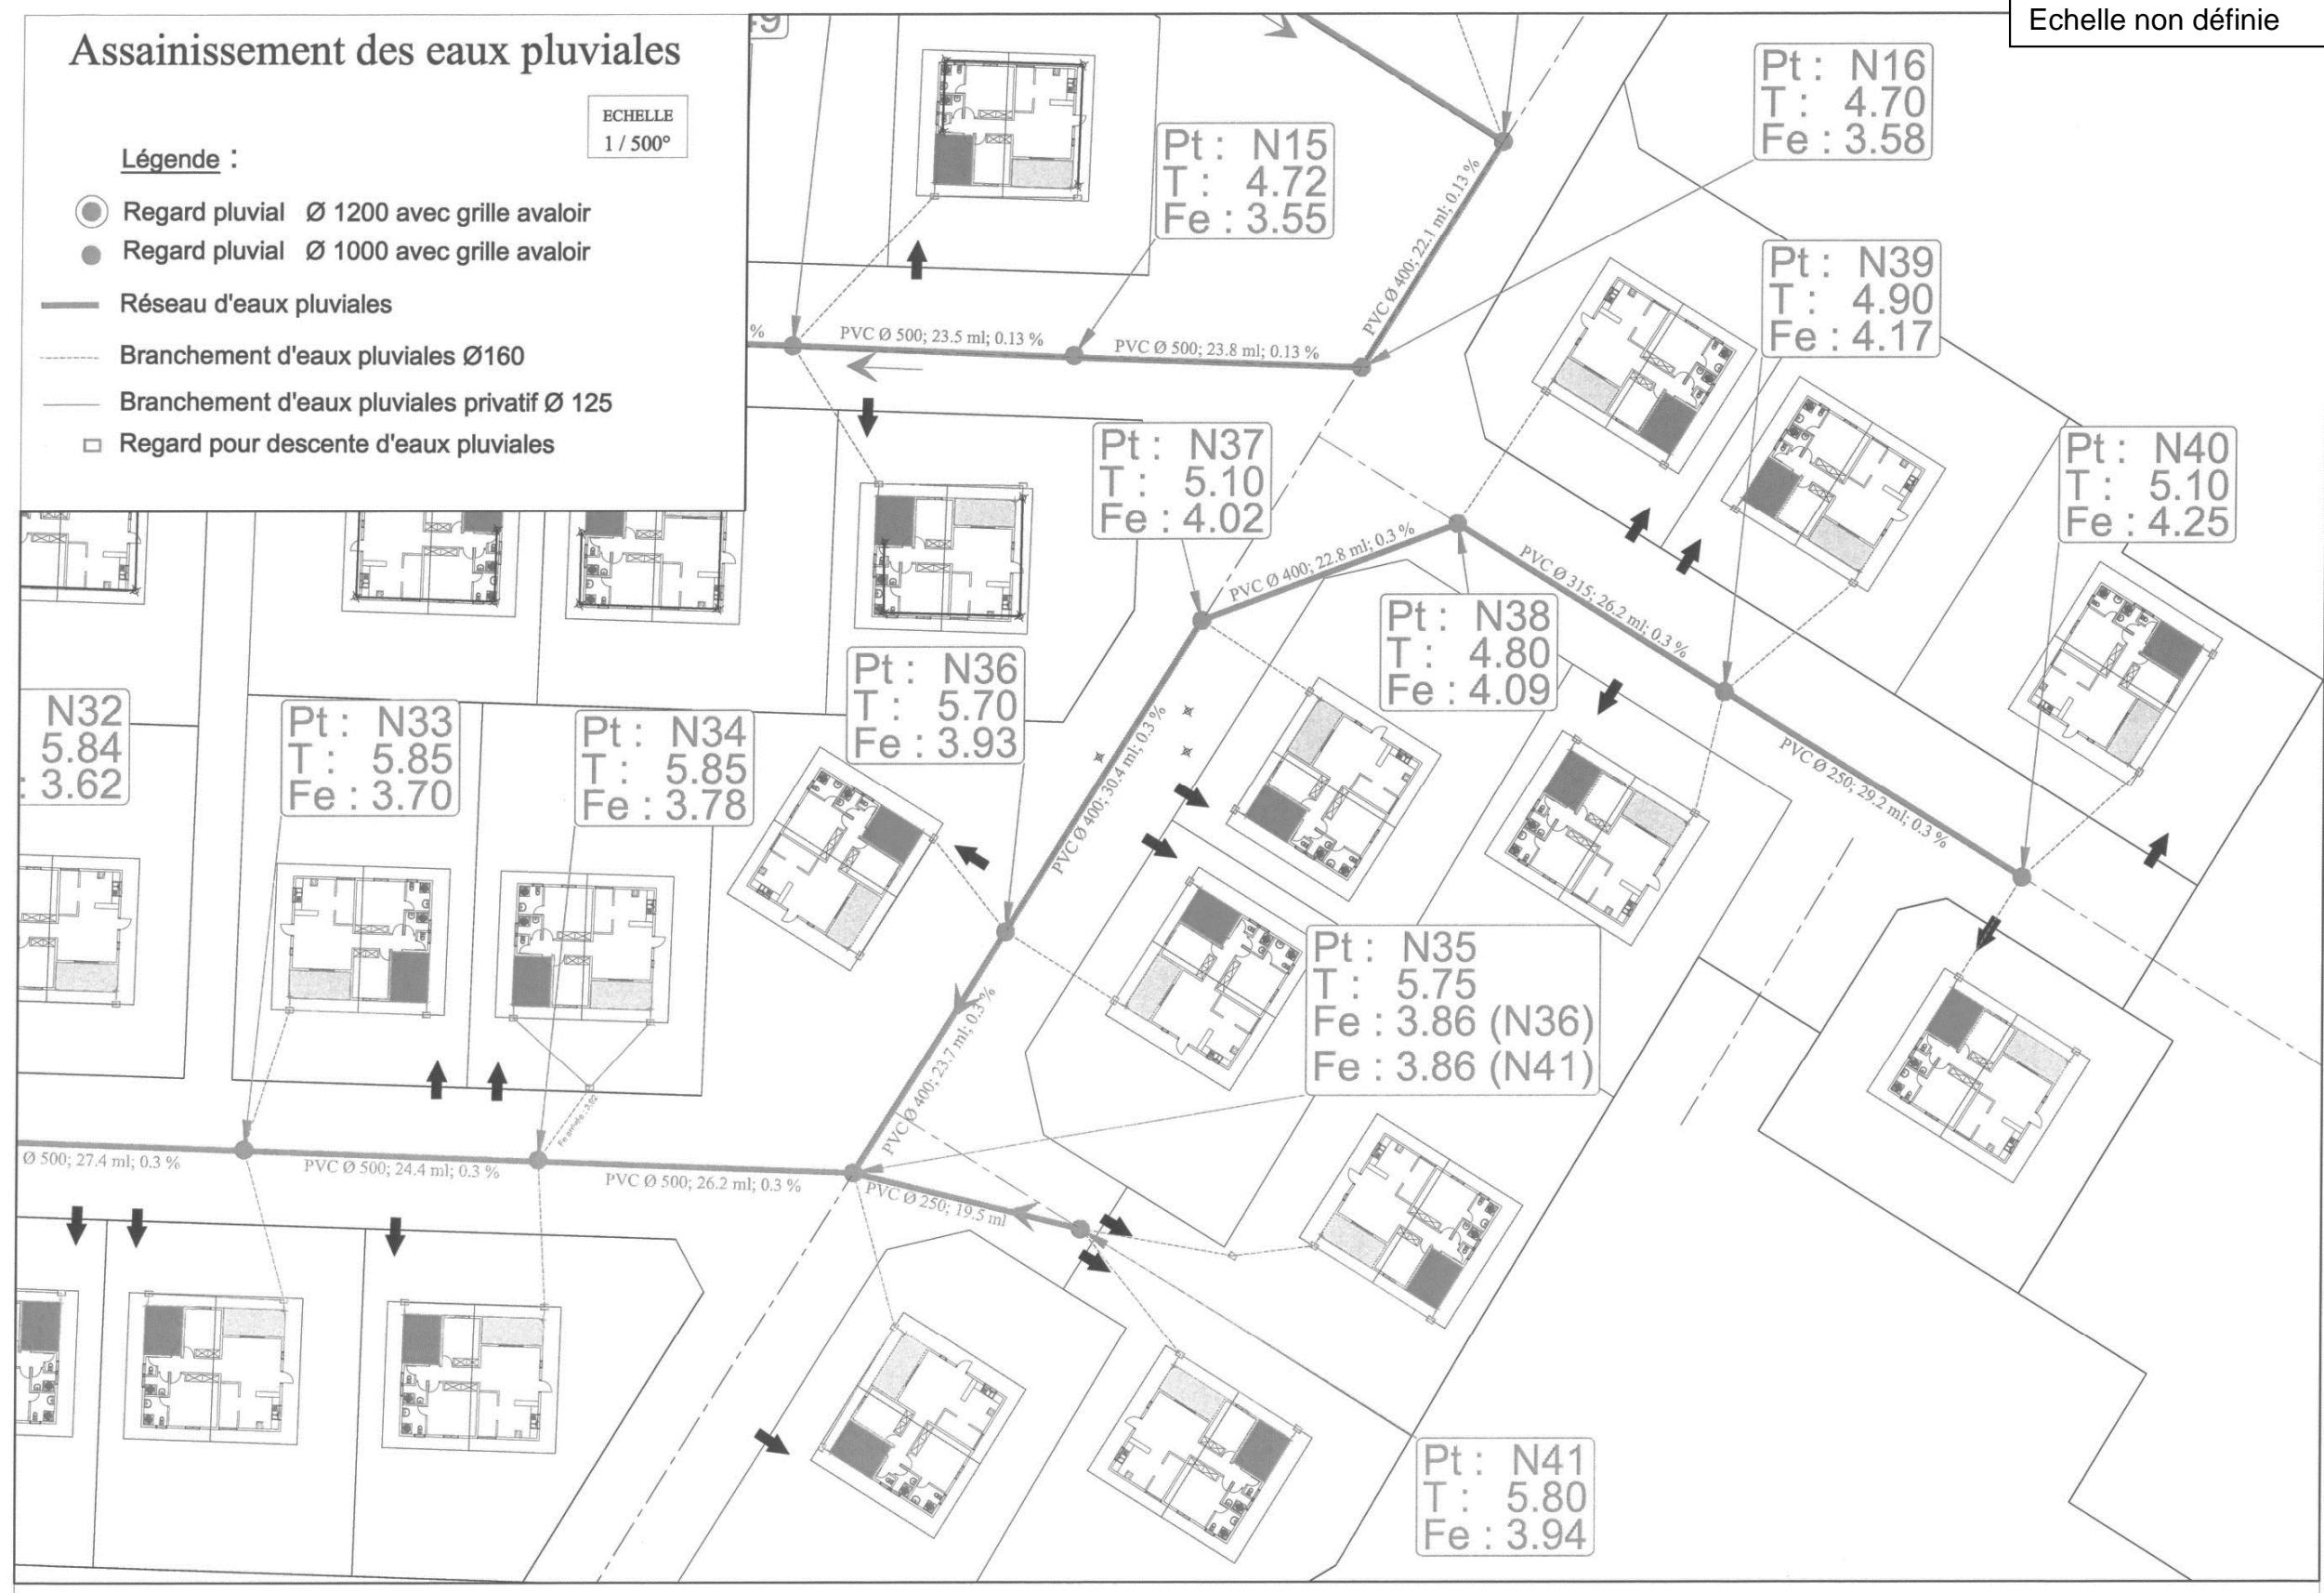 Echelle non définie
Assainissement des eaux pluviales
ECHELLE
1 / 500°
Légende :
Regard pluvial Ø 1200 avec grille avaloir
Regard pluvial Ø 1000 avec grille avaloir
Réseau d'eaux pluviales
Branchement d'eaux pluviales Ø160
Branchement d'eaux pluviales privatif Ø 125
Regard pour descente d'eaux pluviales
Pt : N16
T : 4.70
Fe : 3.58
Pt : N15
T : 4.72
Fe : 3.55
PVC Ø 400; 22.1 ml; 0.13 %
%
PVC Ø 500; 23.5 ml; 0.13 %
PVC Ø 500; 23.8 ml; 0.13 %
Pt : N39
T : 4.90
Fe : 4.17
Pt : N37
T : 5.10
Fe : 4.02
Pt : N40
T : 5.10
Fe : 4.25
PVC Ø 400; 22.8 ml; 0.3 %
PVC Ø 315; 26.2 ml; 0.3 %
Pt : N38
T : 4.80
Fe : 4.09
Pt : N36
T : 5.70
Fe : 3.93
N32
5.84
: 3.62
Pt : N33
T : 5.85
Fe : 3.70
Pt : N34
T : 5.85
Fe : 3.78
PVC Ø 400; 30.4 ml; 0.3 %
PVC Ø 250; 29.2 ml; 0.3 %
Pt : N35
T : 5.75
Fe : 3.86 (N36)
Fe : 3.86 (N41)
PVC Ø 400; 23.7 ml; 0.3 %
Ø 500; 27.4 ml; 0.3 %
PVC Ø 500; 24.4 ml; 0.3 %
PVC Ø 500; 26.2 ml; 0.3 %
PVC Ø 250; 19.5 ml
Pt : N41
T : 5.80
Fe : 3.94